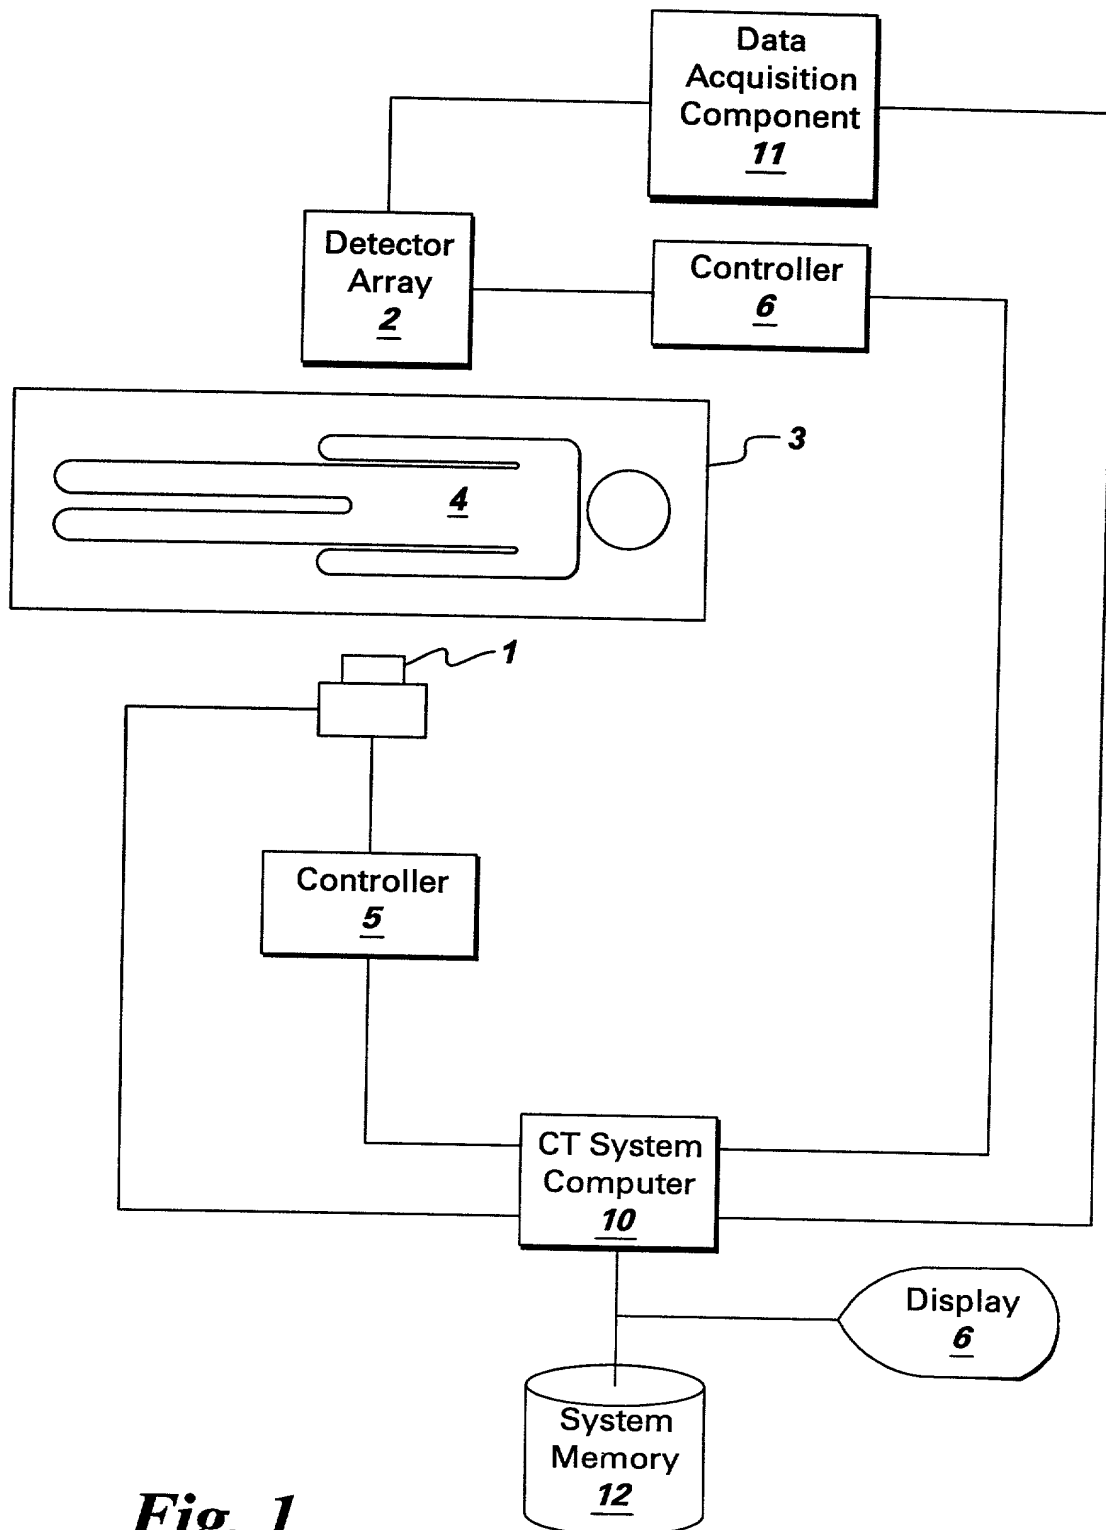 Data
Acquisition
Component
11
Detector
Array
2
Controller
6
3
4
1
Controller
5
CT System
Computer
10
Display
6
System
Memory
12
Fig. 1